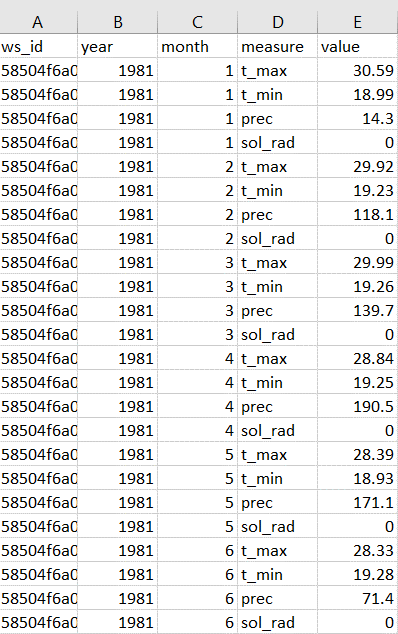 A B C D E
ws_id year month measure value
58504f6a0 1981 1 t_max 30.59
58504f6a0 1981 1 t_min 18.99
58504f6a0 1981 1 prec 14.3
58504f6a0 1981 1 sol_rad 0
58504f6a0 1981 2 t_max 29.92
58504f6a0 1981 2 t_min 19.23
58504f6a0 1981 2 prec 118.1
58504f6a0 1981 2 sol_rad 0
58504f6a0 1981 3 t_max 29.99
58504f6a0 1981 3 t_min 19.26
58504f6a0 1981 3 prec 139.7
58504f6a0 1981 3 sol_rad 0
58504f6a0 1981 4 t_max 28.84
58504f6a0 1981 4 t_min 19.25
58504f6a0 1981 4 prec 190.5
58504f6a0 1981 4 sol_rad 0
58504f6a0 1981 5 t_max 28.39
58504f6a0 1981 5 t_min 18.93
58504f6a0 1981 5 prec 171.1
58504f6a0 1981 5 sol_rad 0
58504f6a0 1981 6 t_max 28.33
58504f6a0 1981 6 t_min 19.28
58504f6a0 1981 6 prec 71.4
58504f6a0 1981 6 sol_rad 0